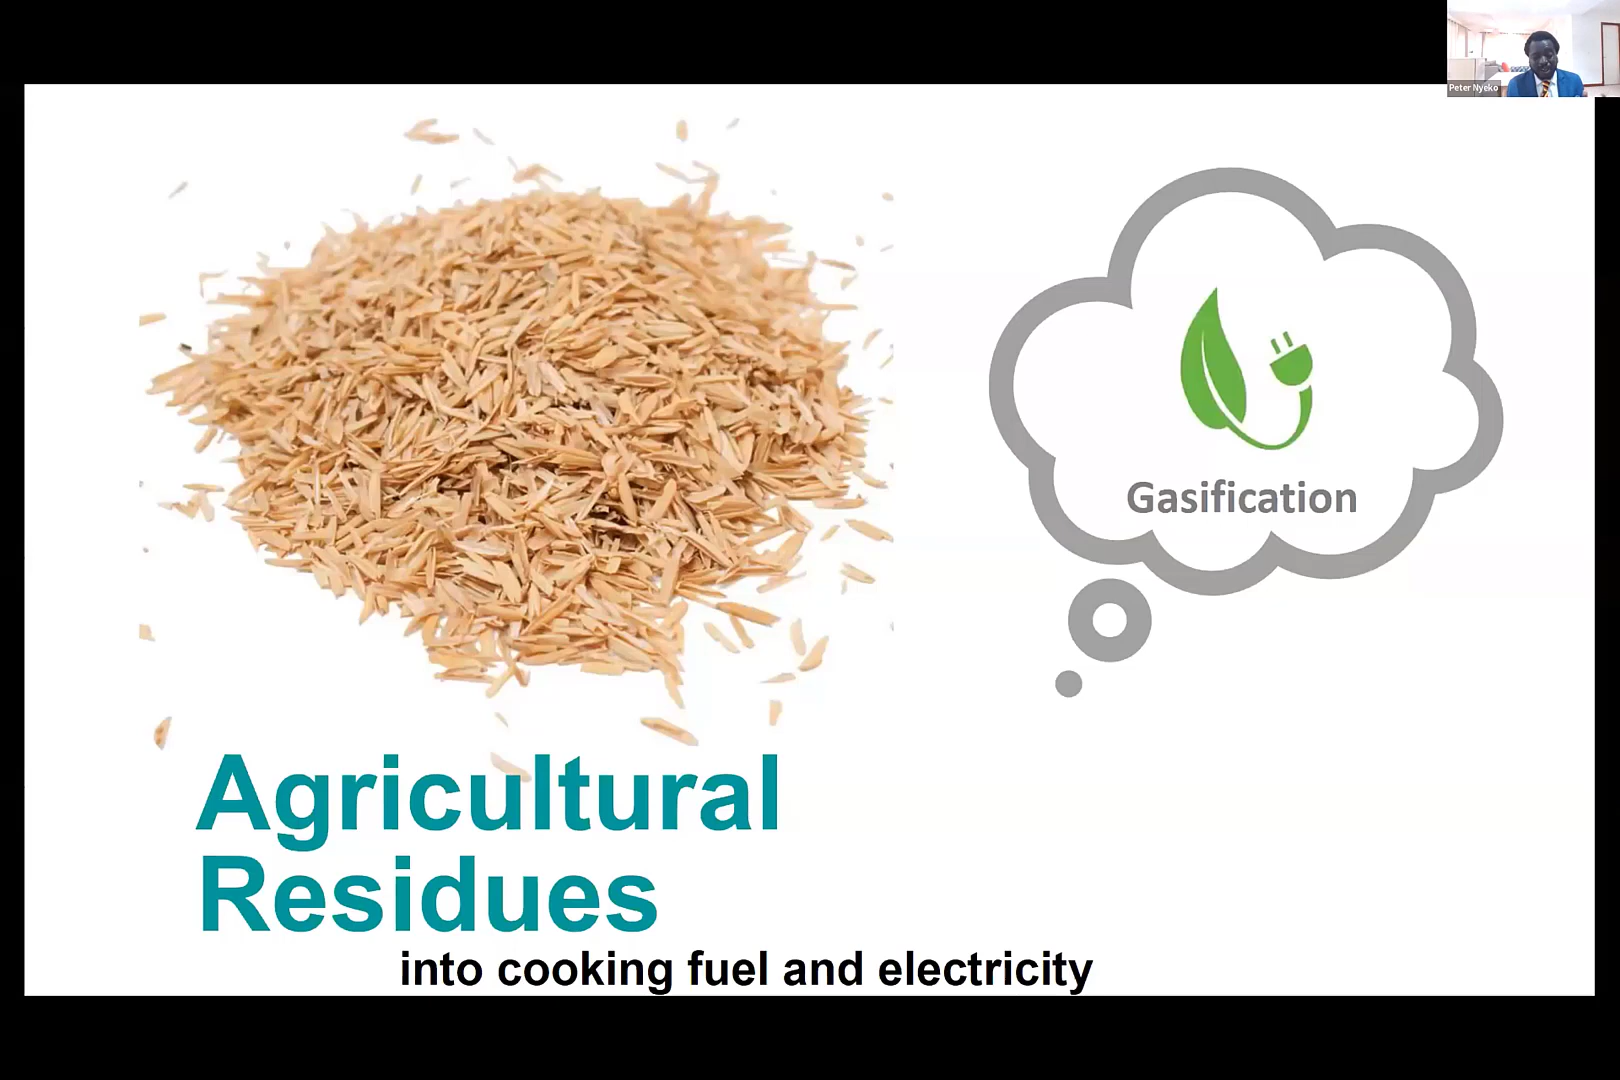 Peter Nyeko
Gasification
Agricultural
Residues
into cooking fuel and electricity